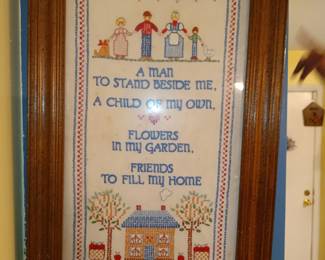 A MAN
TO STAND BESIDE ME,
A CHILD OF MY OWN,
FLOWERS
IN MY GARDEN,
FRIENDS
TO FILL MY HOME